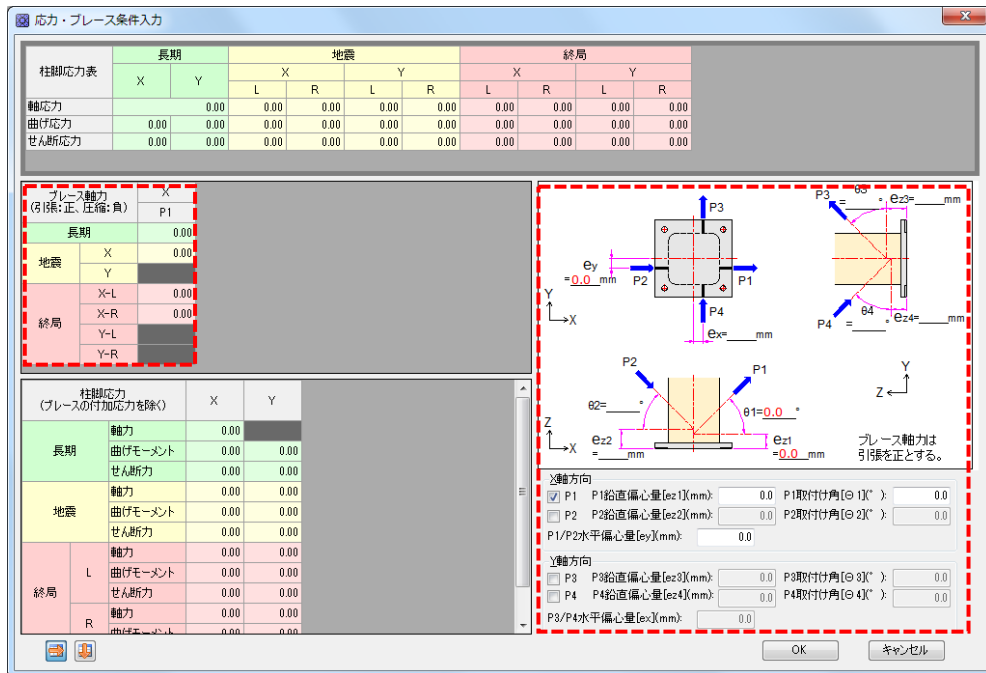 応力・ブレース条件入力
柱脚応力表 長期 地震 終局
X Y X Y X Y
L R L R L R L R
軸応力 0.00 0.00 0.00 0.00 0.00 0.00 0.00 0.00 0.00
曲げ応力 0.00 0.00 0.00 0.00 0.00 0.00 0.00 0.00 0.00 0.00
せん断応力 0.00 0.00 0.00 0.00 0.00 0.00 0.00 0.00 0.00 0.00
ブレース軸力 X
(引張:正、圧縮:負) P1
長期 0.00
地震 X 0.00
Y
終局 X-L 0.00
X-R 0.00
Y-L
Y-R
柱脚応力
(ブレースの付加応力を除く) X Y
長期 軸力 0.00
曲げモーメント 0.00 0.00
せん断力 0.00 0.00
地震 軸力 0.00 0.00
曲げモーメント 0.00 0.00
せん断力 0.00 0.00
終局 L 軸力 0.00 0.00
曲げモーメント 0.00 0.00
せん断力 0.00 0.00
R 軸力 0.00 0.00
曲げモーメント 0.00 0.00
P3
ey
=0.0 mm P2 P1
Y
X
P4
ex= mm
P3 θ3
= ° ez3= mm
θ4
P4 = ° ez4= mm
Y
Z
P2 P1
θ2= ° θ1=0.0 °
Z
X
ez2
= mm
ez1
=0.0 mm
ブレース軸力は
引張を正とする。
X軸方向
P1 P1鉛直偏心量[ez1](mm): 0.0 P1取付け角[Θ1](°): 0.0
P2 P2鉛直偏心量[ez2](mm): 0.0 P2取付け角[Θ2](°): 0.0
P1/P2水平偏心量[ey](mm): 0.0
Y軸方向
P3 P3鉛直偏心量[ez3](mm): 0.0 P3取付け角[Θ3](°): 0.0
P4 P4鉛直偏心量[ez4](mm): 0.0 P4取付け角[Θ4](°): 0.0
P3/P4水平偏心量[ex](mm): 0.0
OK キャンセル